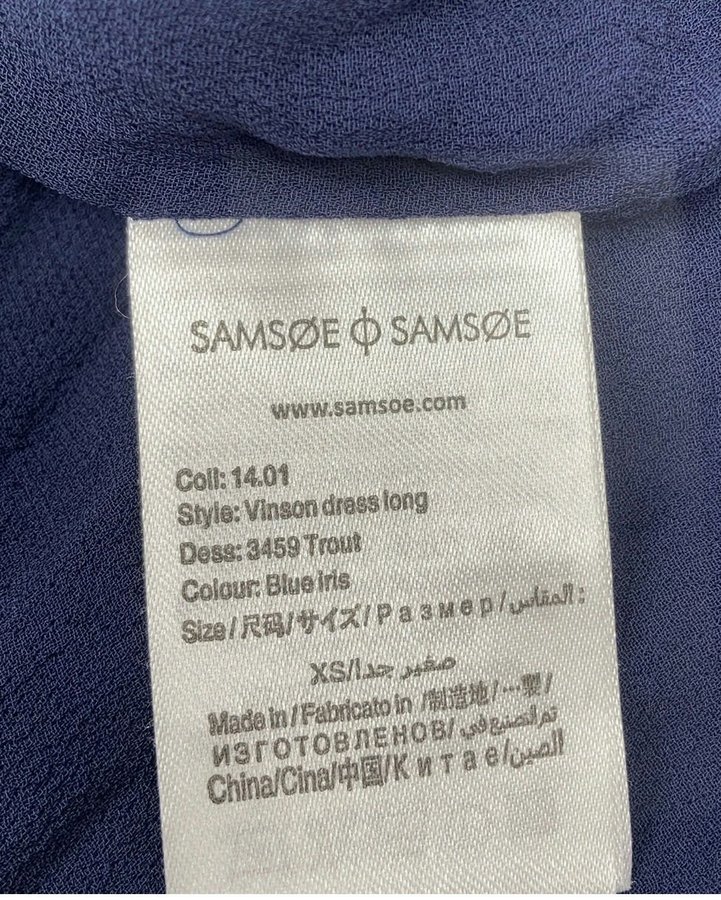 SAMSØE ϕ SAMSØE
www.samsoe.com
Coll: 14.01
Style: Vinson dress long
Dess: 3459 Trout
Colour: Blue iris
Size/尺码/サイズ/Размер/المقاس:
XS/صغير جدا
Made in/Fabricato in /制造地/…製/
ИЗГОТОВЛЕНОВ/تم لصنيع في
China/Cina/中国/Китае/الصين